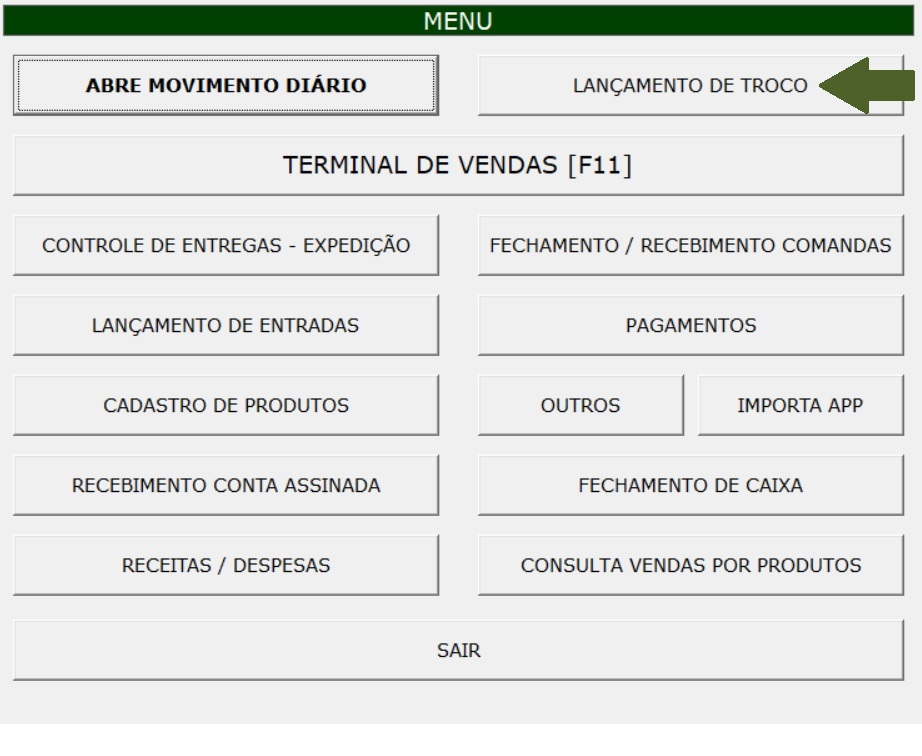 MENU
ABRE MOVIMENTO DIÁRIO
LANÇAMENTO DE TROCO
TERMINAL DE VENDAS [F11]
CONTROLE DE ENTREGAS - EXPEDIÇÃO
FECHAMENTO / RECEBIMENTO COMANDAS
LANÇAMENTO DE ENTRADAS
PAGAMENTOS
CADASTRO DE PRODUTOS
OUTROS
IMPORTA APP
RECEBIMENTO CONTA ASSINADA
FECHAMENTO DE CAIXA
RECEITAS / DESPESAS
CONSULTA VENDAS POR PRODUTOS
SAIR